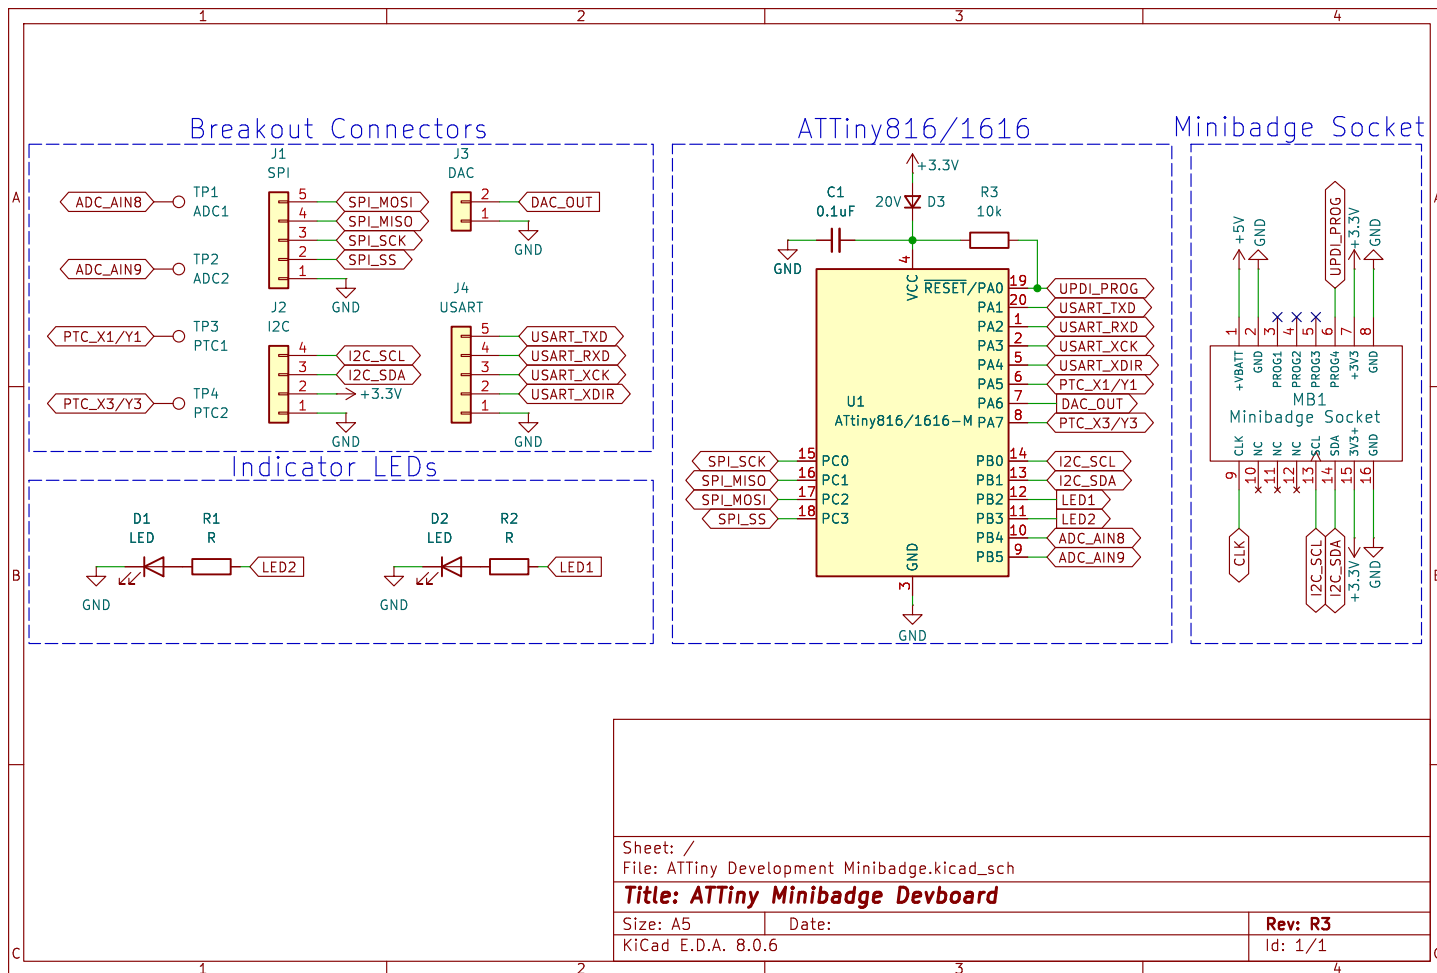 1 2 3 4
Breakout Connectors
ATTiny816/1616
Minibadge Socket
A
A
ADC_AIN8
TP1
ADC1
ADC_AIN9
TP2
ADC2
PTC_X1/Y1
TP3
PTC1
PTC_X3/Y3
TP4
PTC2
J1
SPI
5 SPI_MOSI
4 SPI_MISO
3 SPI_SCK
2 SPI_SS
1
GND
J2
I2C
4 I2C_SCL
3 I2C_SDA
2 +3.3V
1
GND
J3
DAC
2 DAC_OUT
1
GND
J4
USART
5 USART_TXD
4 USART_RXD
3 USART_XCK
2 USART_XDIR
1
GND
Indicator LEDs
D1
LED
R1
R
LED2
GND
D2
LED
R2
R
LED1
GND
+3.3V
20V D3
C1
0.1uF
R3
10k
GND
4
VCC
RESET/PA0 19 UPDI_PROG
PA1 20 USART_TXD
PA2 1 USART_RXD
PA3 2 USART_XCK
PA4 5 USART_XDIR
PA5 6 PTC_X1/Y1
PA6 7 DAC_OUT
PA7 8 PTC_X3/Y3
U1
ATtiny816/1616-M
SPI_SCK 15 PC0
SPI_MISO 16 PC1
SPI_MOSI 17 PC2
SPI_SS 18 PC3
PB0 14 I2C_SCL
PB1 13 I2C_SDA
PB2 12 LED1
PB3 11 LED2
PB4 10 ADC_AIN8
PB5 9 ADC_AIN9
GND
3
GND
+5V
GND
UPDI_PROG
+3.3V
GND
1 2 3 4 5 6 7 8
+VBATT GND PROG1 PROG2 PROG3 PROG4 +3V3 GND
MB1
Minibadge Socket
CLK NC NC NC SCL SDA 3V3+ GND
9 10 11 12 13 14 15 16
CLK
I2C_SCL
I2C_SDA
+3.3V
GND
B
B
Sheet: /
File: ATTiny Development Minibadge.kicad_sch
Title: ATTiny Minibadge Devboard
Size: A5 Date: Rev: R3
KiCad E.D.A. 8.0.6 Id: 1/1
C
C
1 2 3 4